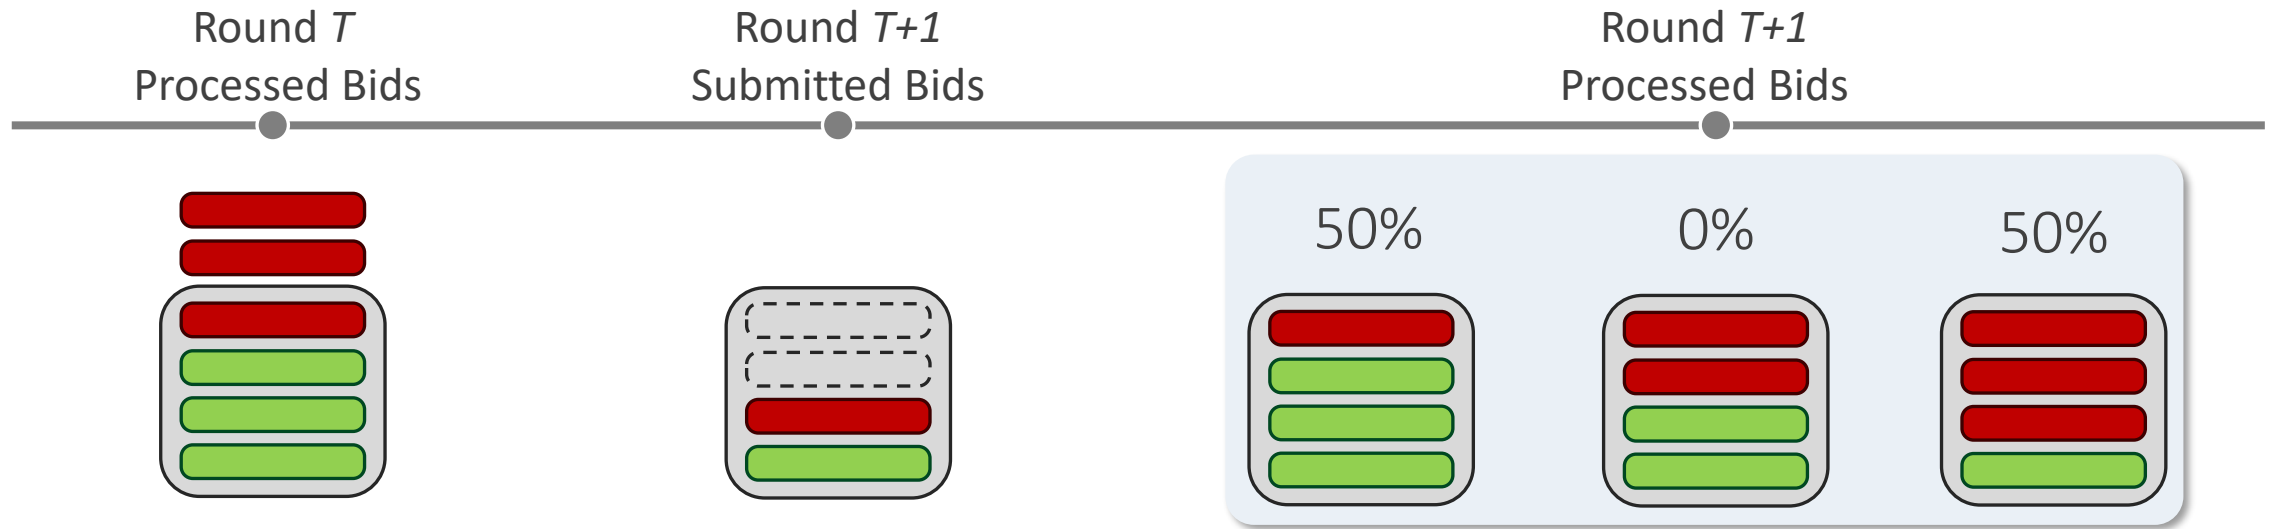 Round T
Processed Bids
Round T+1
Submitted Bids
Round T+1
Processed Bids
50%
0%
50%